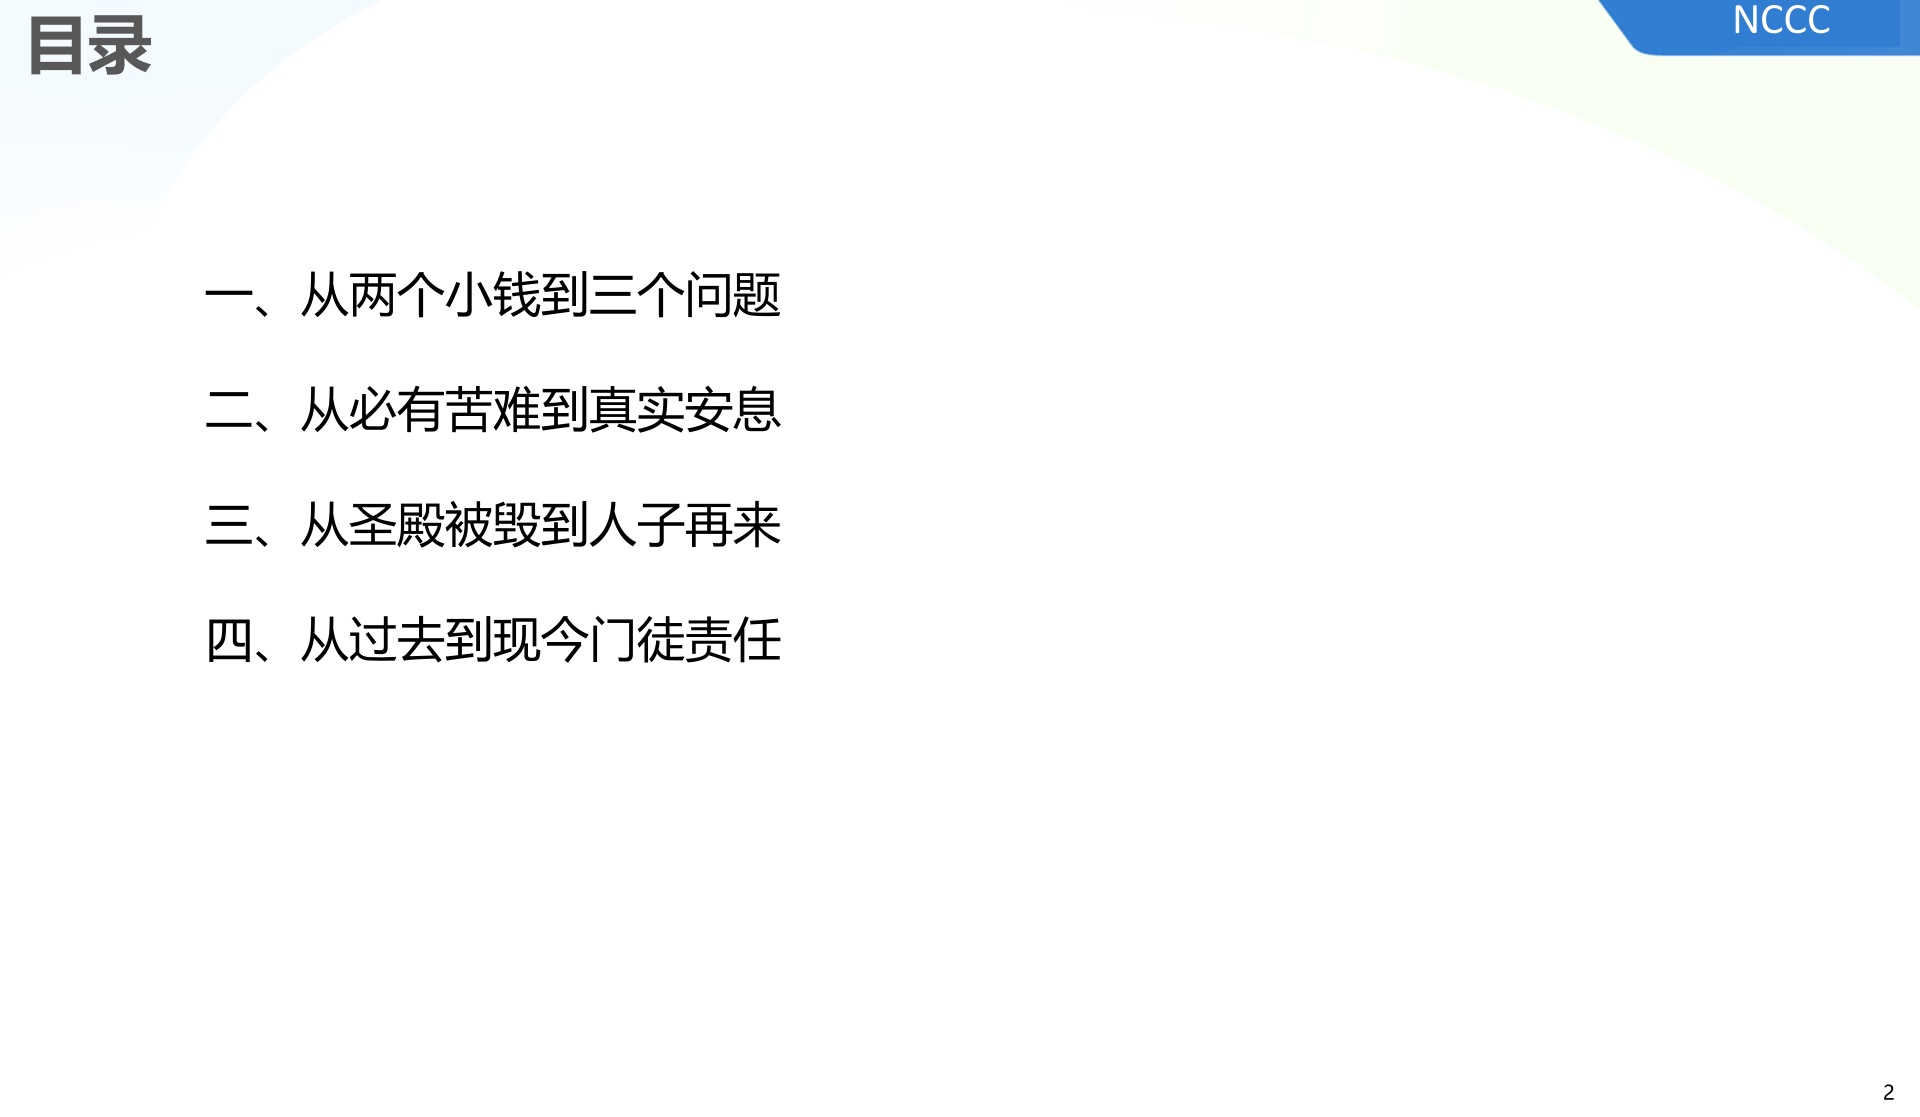 目录
NCCC
一、从两个小钱到三个问题
二、从必有苦难到真实安息
三、从圣殿被毁到人子再来
四、从过去到现今门徒责任
2